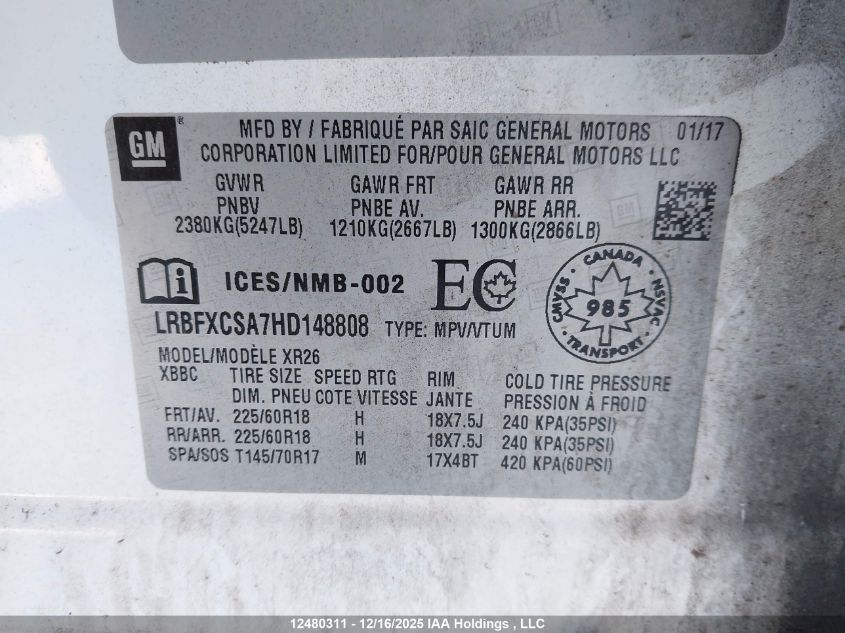 GM
MFD BY / FABRIQUÉ PAR SAIC GENERAL MOTORS 01/17
CORPORATION LIMITED FOR/POUR GENERAL MOTORS LLC
GVWR GAWR FRT GAWR RR
PNBV PNBE AV. PNBE ARR.
2380KG(5247LB) 1210KG(2667LB) 1300KG(2866LB)
ICES/NMB-002 EC
CANADA
CMVSS 985 NSVAC
TRANSPORT
LRBFXCSA7HD148808 TYPE: MPV/VTUM
MODEL/MODÈLE XR26
XBBC TIRE SIZE SPEED RTG RIM COLD TIRE PRESSURE
DIM. PNEU COTE VITESSE JANTE PRESSION À FROID
FRT/AV. 225/60R18 H 18X7.5J 240 KPA(35PSI)
RR/ARR. 225/60R18 H 18X7.5J 240 KPA(35PSI)
SPA/SOS T145/70R17 M 17X4BT 420 KPA(60PSI)
12480311 - 12/16/2025 IAA Holdings , LLC